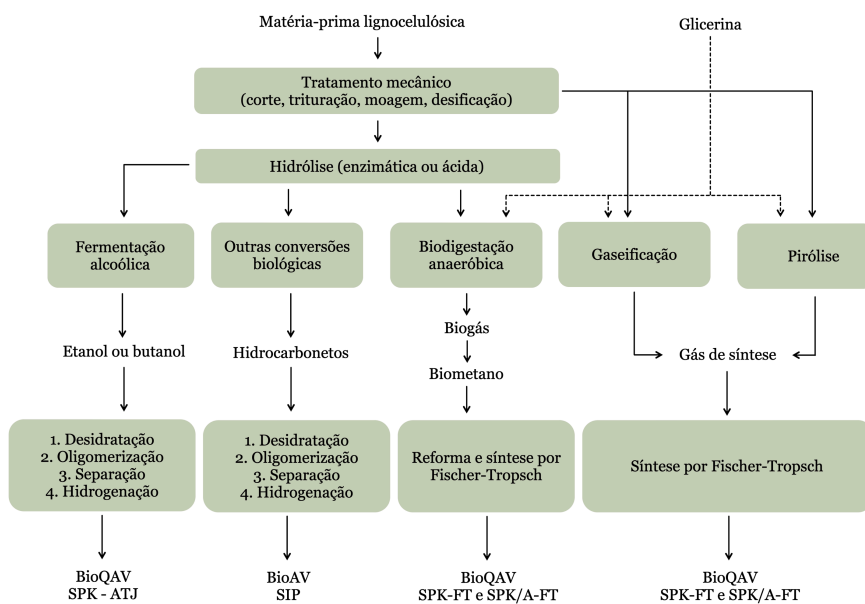 Matéria-prima lignocelulósica
Glicerina
Tratamento mecânico
(corte, trituração, moagem, desificação)
Hidrólise (enzimática ou ácida)
Fermentação
alcoólica
Outras conversões
biológicas
Biodigestação
anaeróbica
Gaseificação
Pirólise
Etanol ou butanol
Hidrocarbonetos
Biogás
Biometano
Gás de síntese
1. Desidratação
2. Oligomerização
3. Separação
4. Hidrogenação
1. Desidratação
2. Oligomerização
3. Separação
4. Hidrogenação
Reforma e síntese por
Fischer-Tropsch
Síntese por Fischer-Tropsch
BioQAV
SPK - ATJ
BioAV
SIP
BioQAV
SPK-FT e SPK/A-FT
BioQAV
SPK-FT e SPK/A-FT